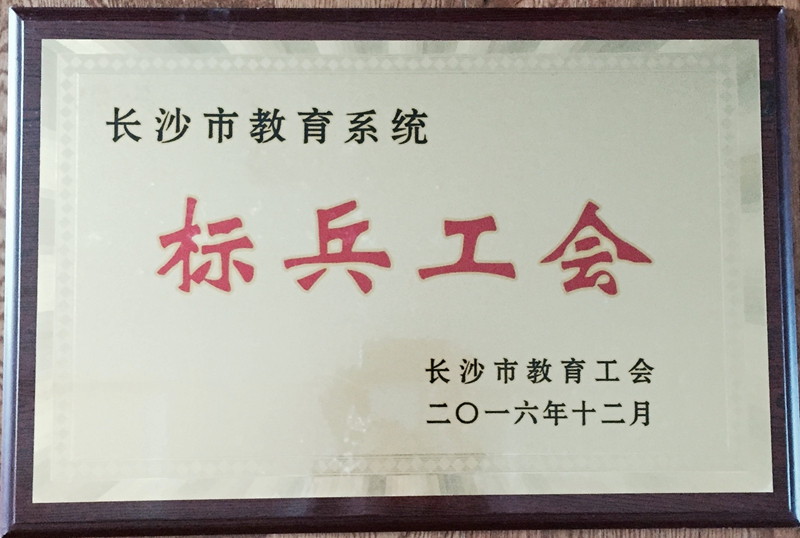 长沙市教育系统
标兵工会
长沙市教育工会
二〇一六年十二月